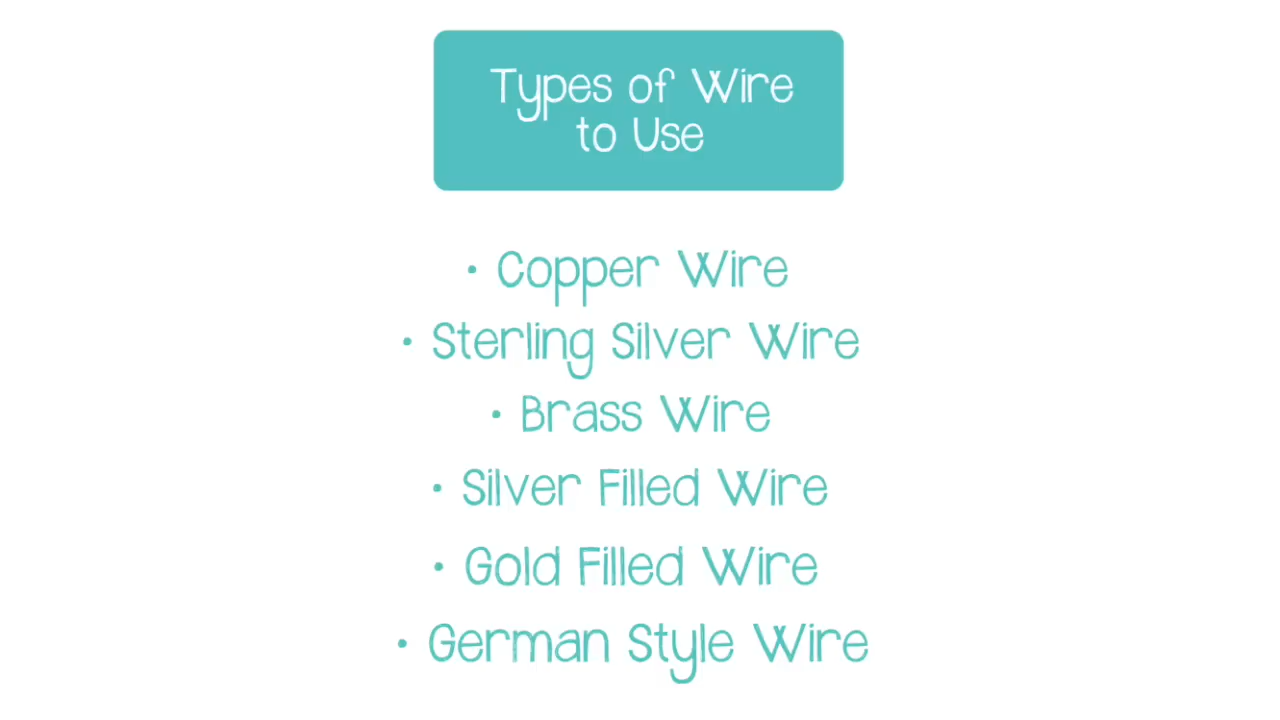 Types of Wire
to Use
• Copper Wire
• Sterling Silver Wire
• Brass Wire
• Silver Filled Wire
• Gold Filled Wire
• German Style Wire